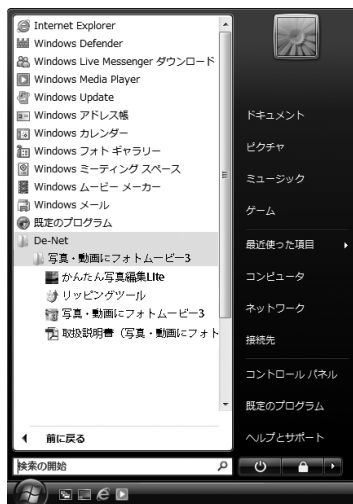 Internet Explorer
Windows Defender
Windows Live Messenger ダウンロード
Windows Media Player
Windows Update
Windows アドレス帳
Windows カレンダー
Windows フォト ギャラリー
Windows ミーティング スペース
Windows ムービー メーカー
Windows メール
既定のプログラム
De-Net
写真・動画にフォトムービー3
かんたん写真編集Lite
リッピングツール
写真・動画にフォトムービー3
取扱説明書（写真・動画にフォト
前に戻る
検索の開始
ドキュメント
ピクチャ
ミュージック
ゲーム
最近使った項目
コンピュータ
ネットワーク
接続先
コントロール パネル
既定のプログラム
ヘルプとサポート